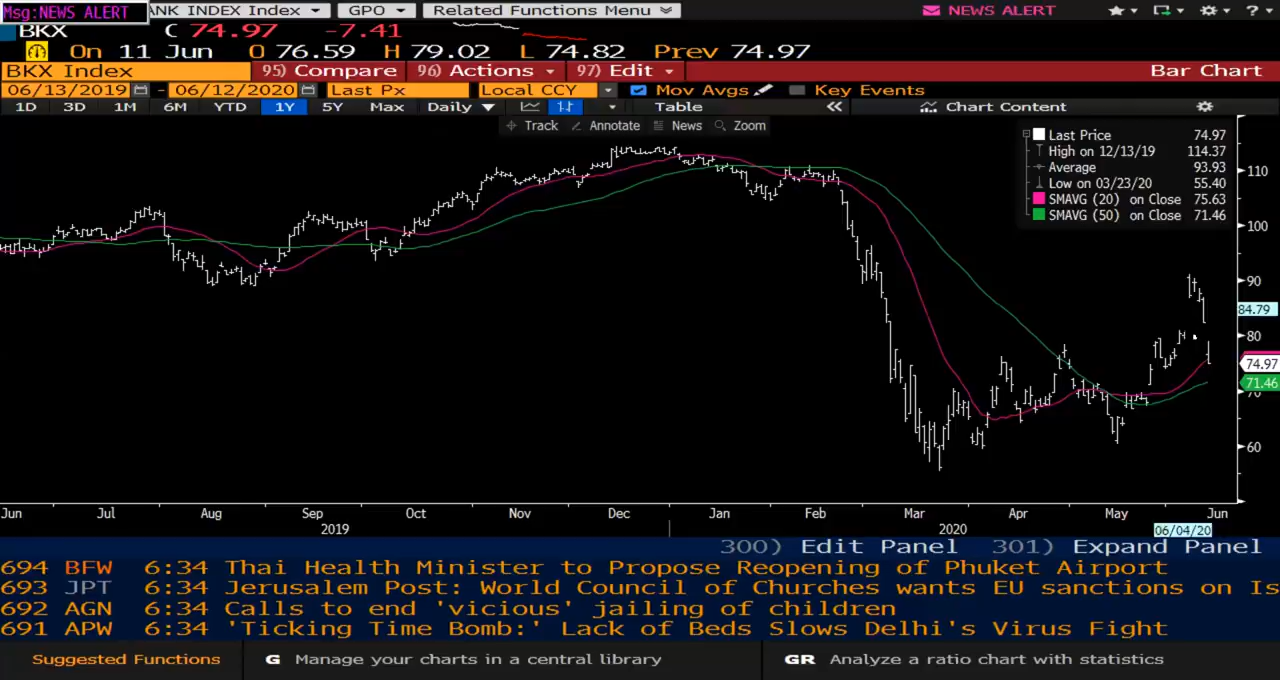 Msg:NEWS ALERT ANK INDEX Index GPO Related Functions Menu NEWS ALERT
BKX C 74.97 -7.41
On 11 Jun O 76.59 H 79.02 L 74.82 Prev 74.97
BKX Index 95) Compare 96) Actions 97) Edit Bar Chart
06/13/2019 - 06/12/2020 Last Px Local CCY Mov Avgs Key Events
1D 3D 1M 6M YTD 1Y 5Y Max Daily Table Chart Content
Track Annotate News Zoom
Last Price 74.97
High on 12/13/19 114.37
Average 93.93
Low on 03/23/20 55.40
SMAVG (20) on Close 75.63
SMAVG (50) on Close 71.46
110
100
90
84.79
80
74.97
71.46
70
60
Jun Jul Aug Sep Oct Nov Dec Jan Feb Mar Apr May Jun
2019 2020 06/04/20
300) Edit Panel 301) Expand Panel
694 BFW 6:34 Thai Health Minister to Propose Reopening of Phuket Airport
693 JPT 6:34 Jerusalem Post: World Council of Churches wants EU sanctions on Is
692 AGN 6:34 Calls to end 'vicious' jailing of children
691 APW 6:34 'Ticking Time Bomb:' Lack of Beds Slows Delhi's Virus Fight
Suggested Functions G Manage your charts in a central library GR Analyze a ratio chart with statistics